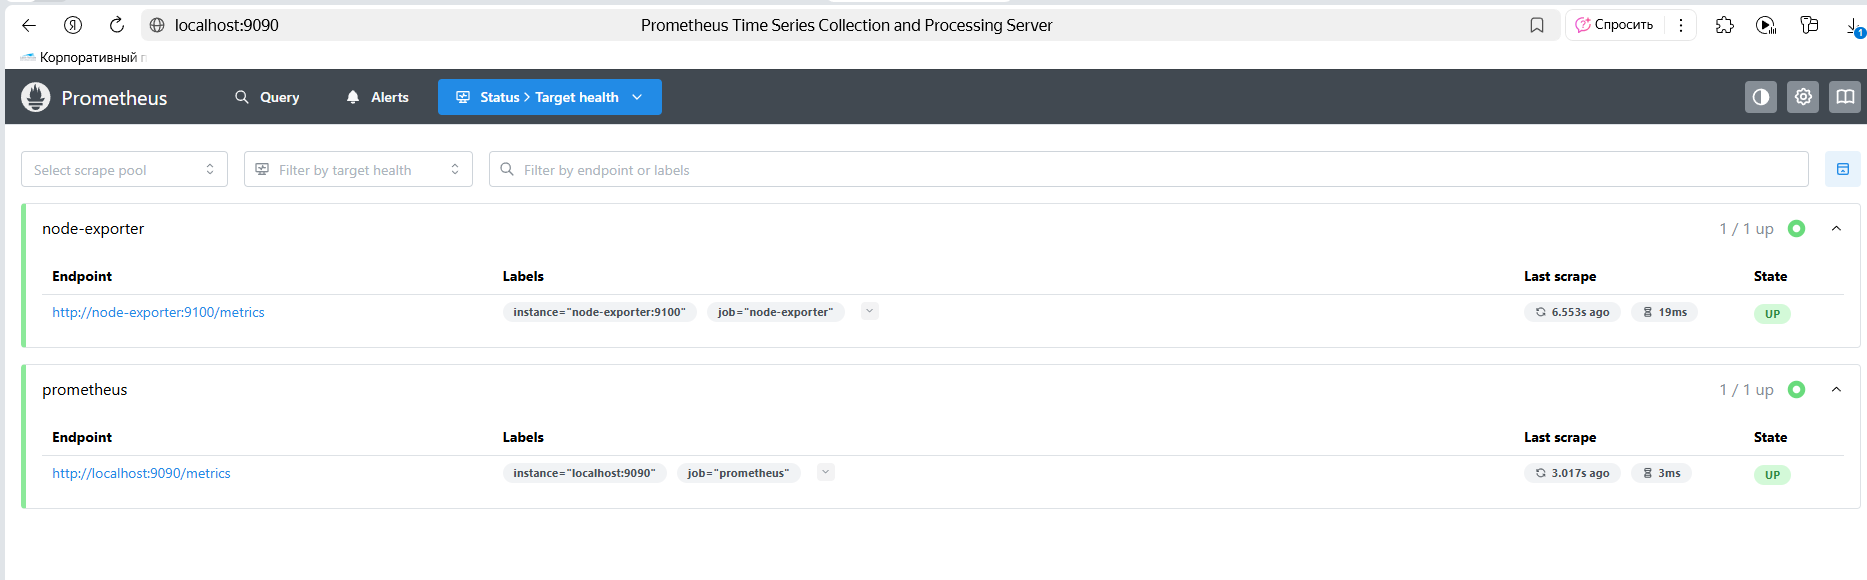 localhost:9090 Prometheus Time Series Collection and Processing Server Спросить 1
Корпоративный
Prometheus Query Alerts Status > Target health
Select scrape pool Filter by target health Filter by endpoint or labels
node-exporter 1 / 1 up
Endpoint Labels Last scrape State
http://node-exporter:9100/metrics instance="node-exporter:9100" job="node-exporter" 6.553s ago 19ms UP
prometheus 1 / 1 up
Endpoint Labels Last scrape State
http://localhost:9090/metrics instance="localhost:9090" job="prometheus" 3.017s ago 3ms UP